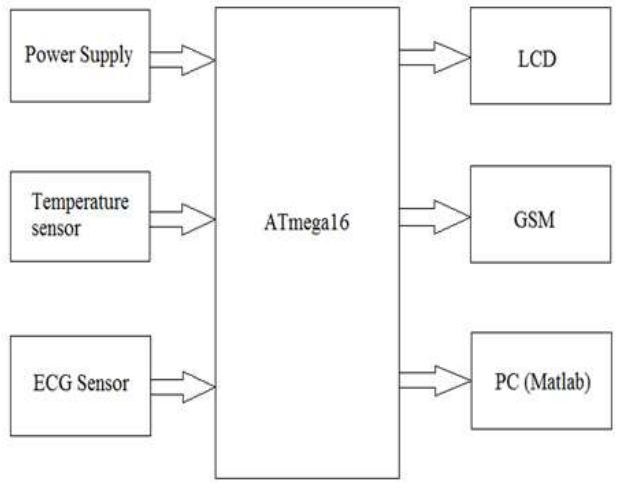 Power Supply
Temperature
sensor
ECG Sensor
ATmega16
LCD
GSM
PC (Matlab)